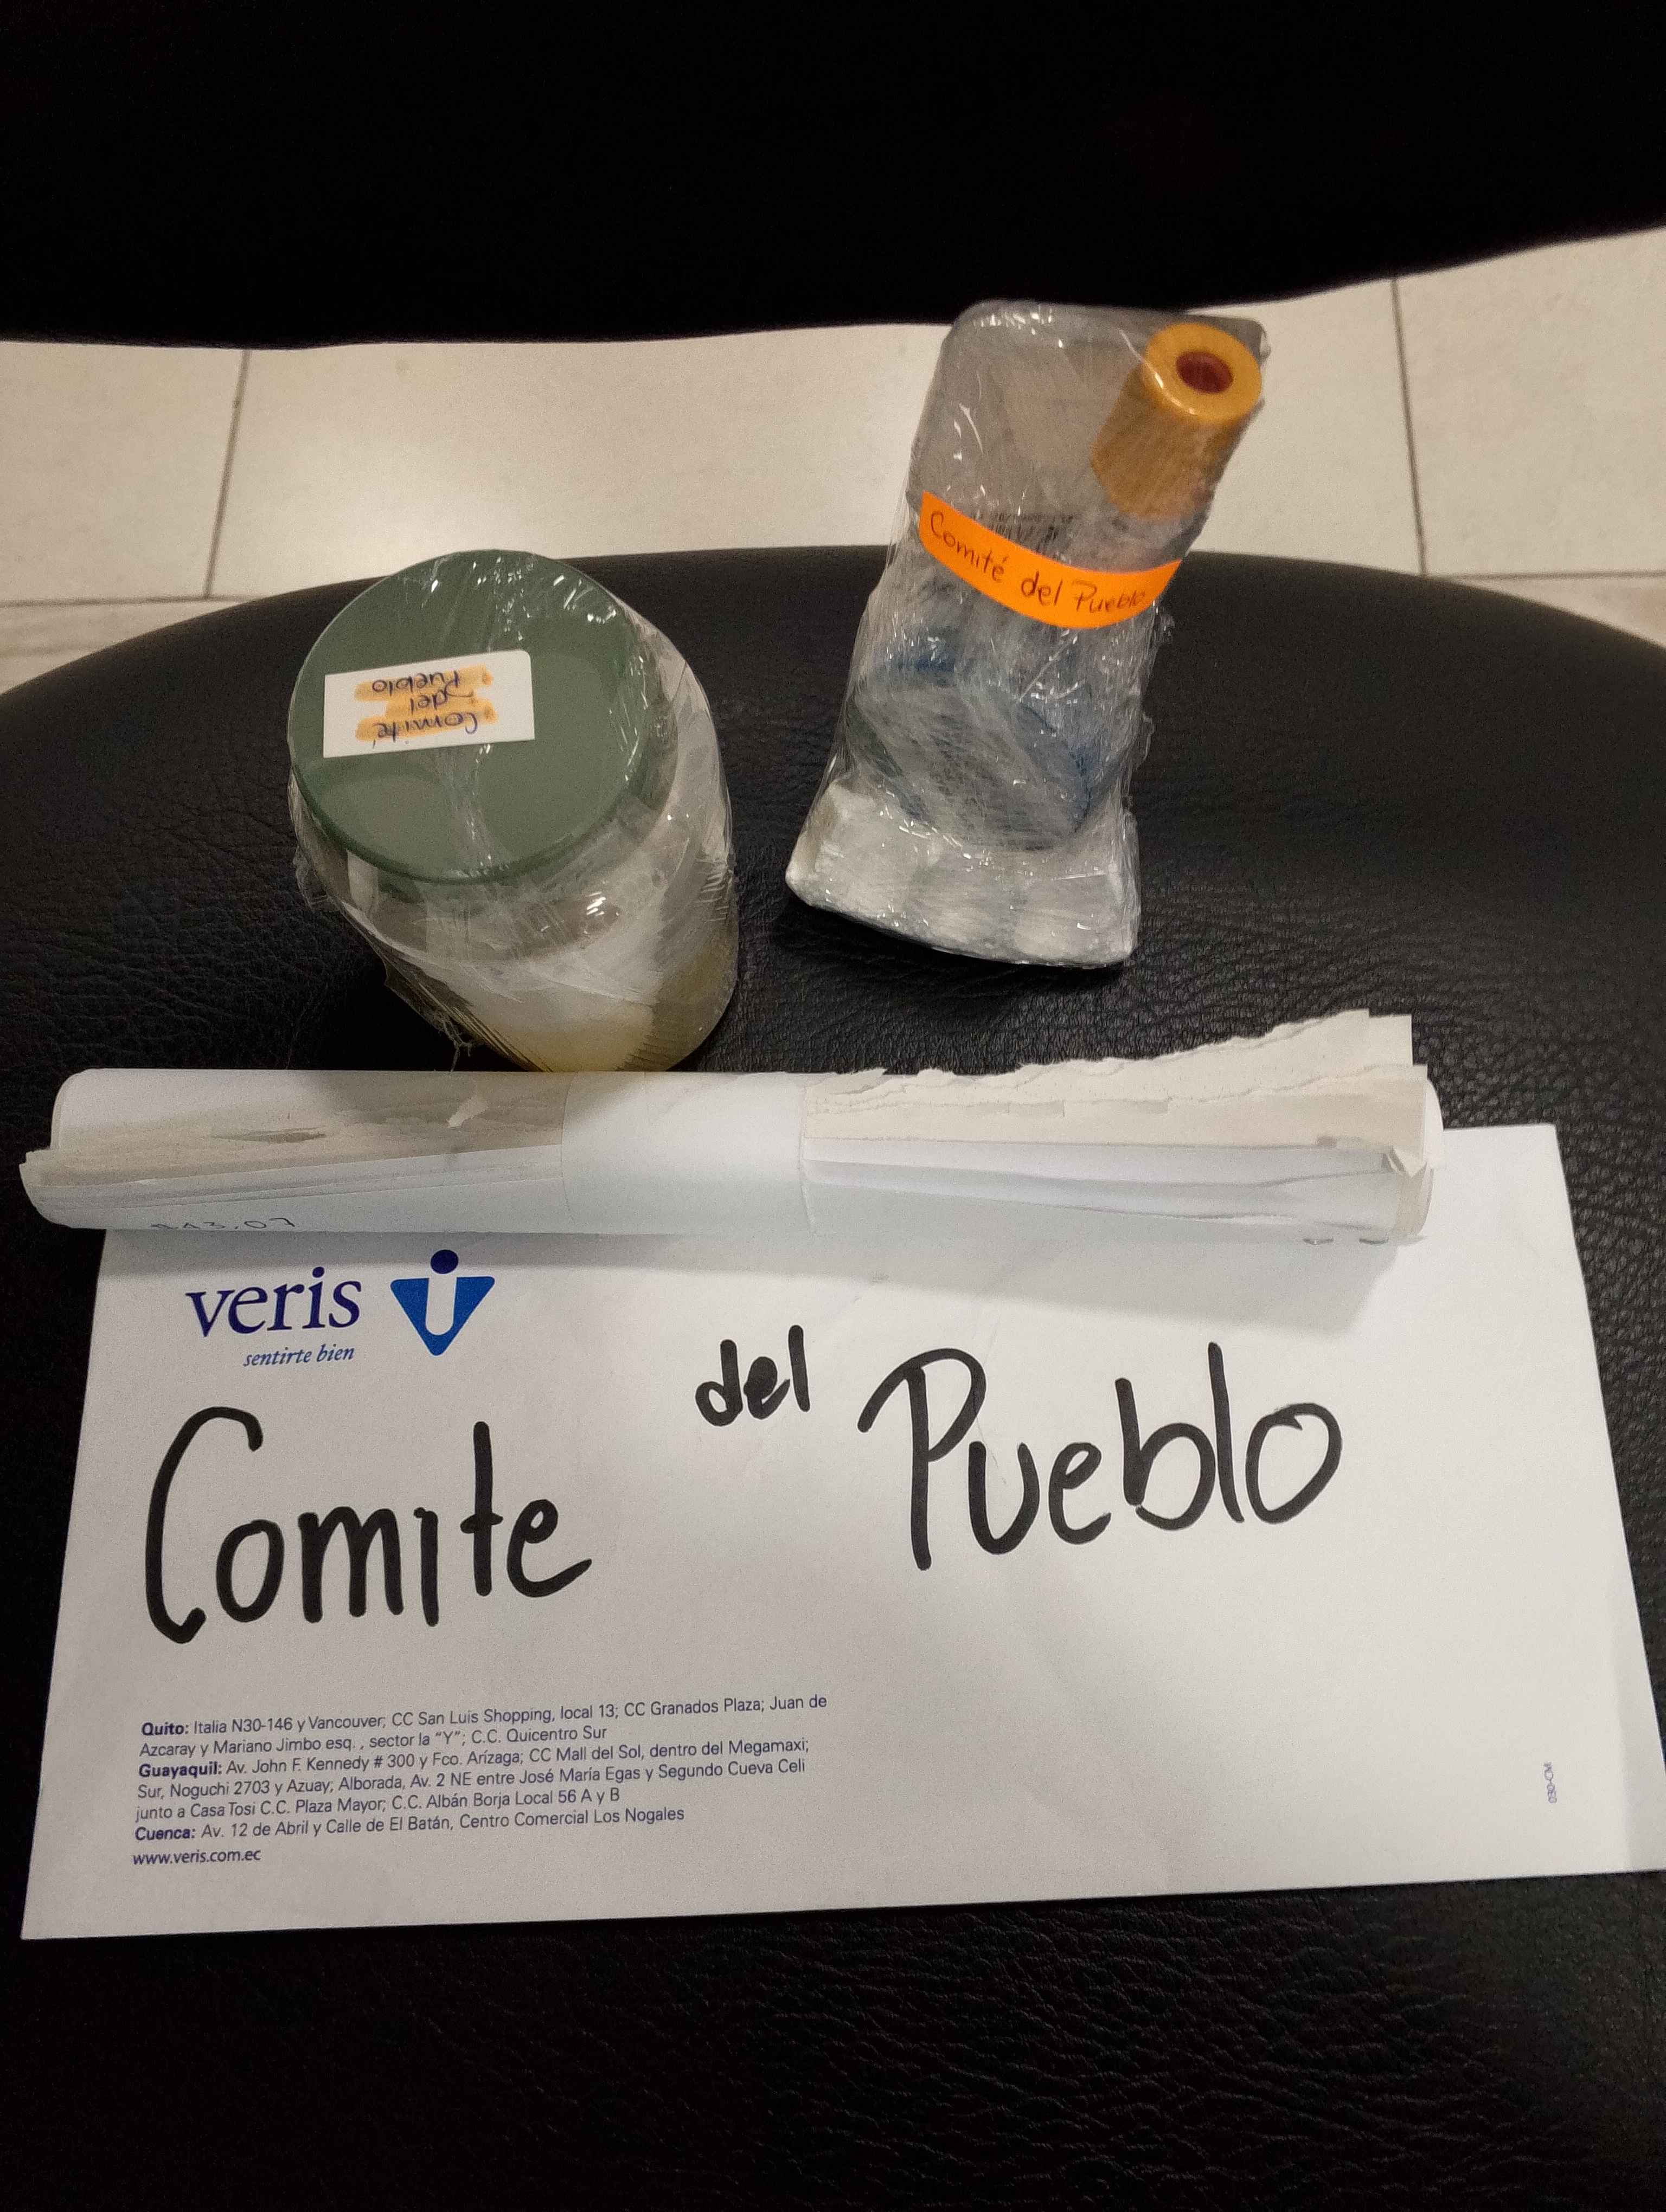 Comité del Pueblo
Comité
del
Pueblo
veris
sentirte bien
Comite del Pueblo
Quito: Italia N30-146 y Vancouver; CC San Luis Shopping, local 13; CC Granados Plaza; Juan de
Azcaray y Mariano Jimbo esq. , sector la "Y"; C.C. Quicentro Sur
Guayaquil: Av. John F. Kennedy # 300 y Fco. Arízaga; CC Mall del Sol, dentro del Megamaxi;
Sur, Noguchi 2703 y Azuay; Alborada, Av. 2 NE entre José María Egas y Segundo Cueva Celi
junto a Casa Tosi C.C. Plaza Mayor; C.C. Albán Borja Local 56 A y B
Cuenca: Av. 12 de Abril y Calle de El Batán, Centro Comercial Los Nogales
www.veris.com.ec
030-CM